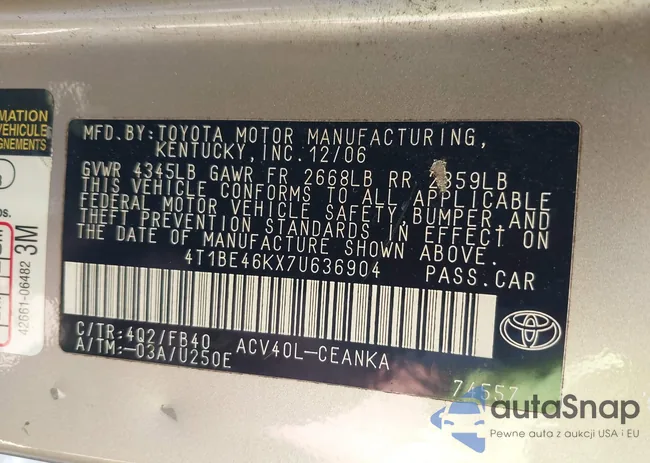 MATION
VEHICLE
GNEMENTS
42661-06482
3M
MFD.BY:TOYOTA MOTOR MANUFACTURING,
KENTUCKY, INC. 12/06
GVWR 4345LB GAWR FR 2668LB RR 2359LB
THIS VEHICLE CONFORMS TO ALL APPLICABLE
FEDERAL MOTOR VEHICLE SAFETY, BUMPER AND
THEFT PREVENTION STANDARDS IN EFFECT ON
THE DATE OF MANUFACTURE SHOWN ABOVE.
4T1BE46KX7U636904 PASS.CAR
C/TR:4Q2/FB40 ACV40L-CEANKA
A/TM:-03A/U250E
74557
autoSnap
Pewne auta z aukcji USA i EU